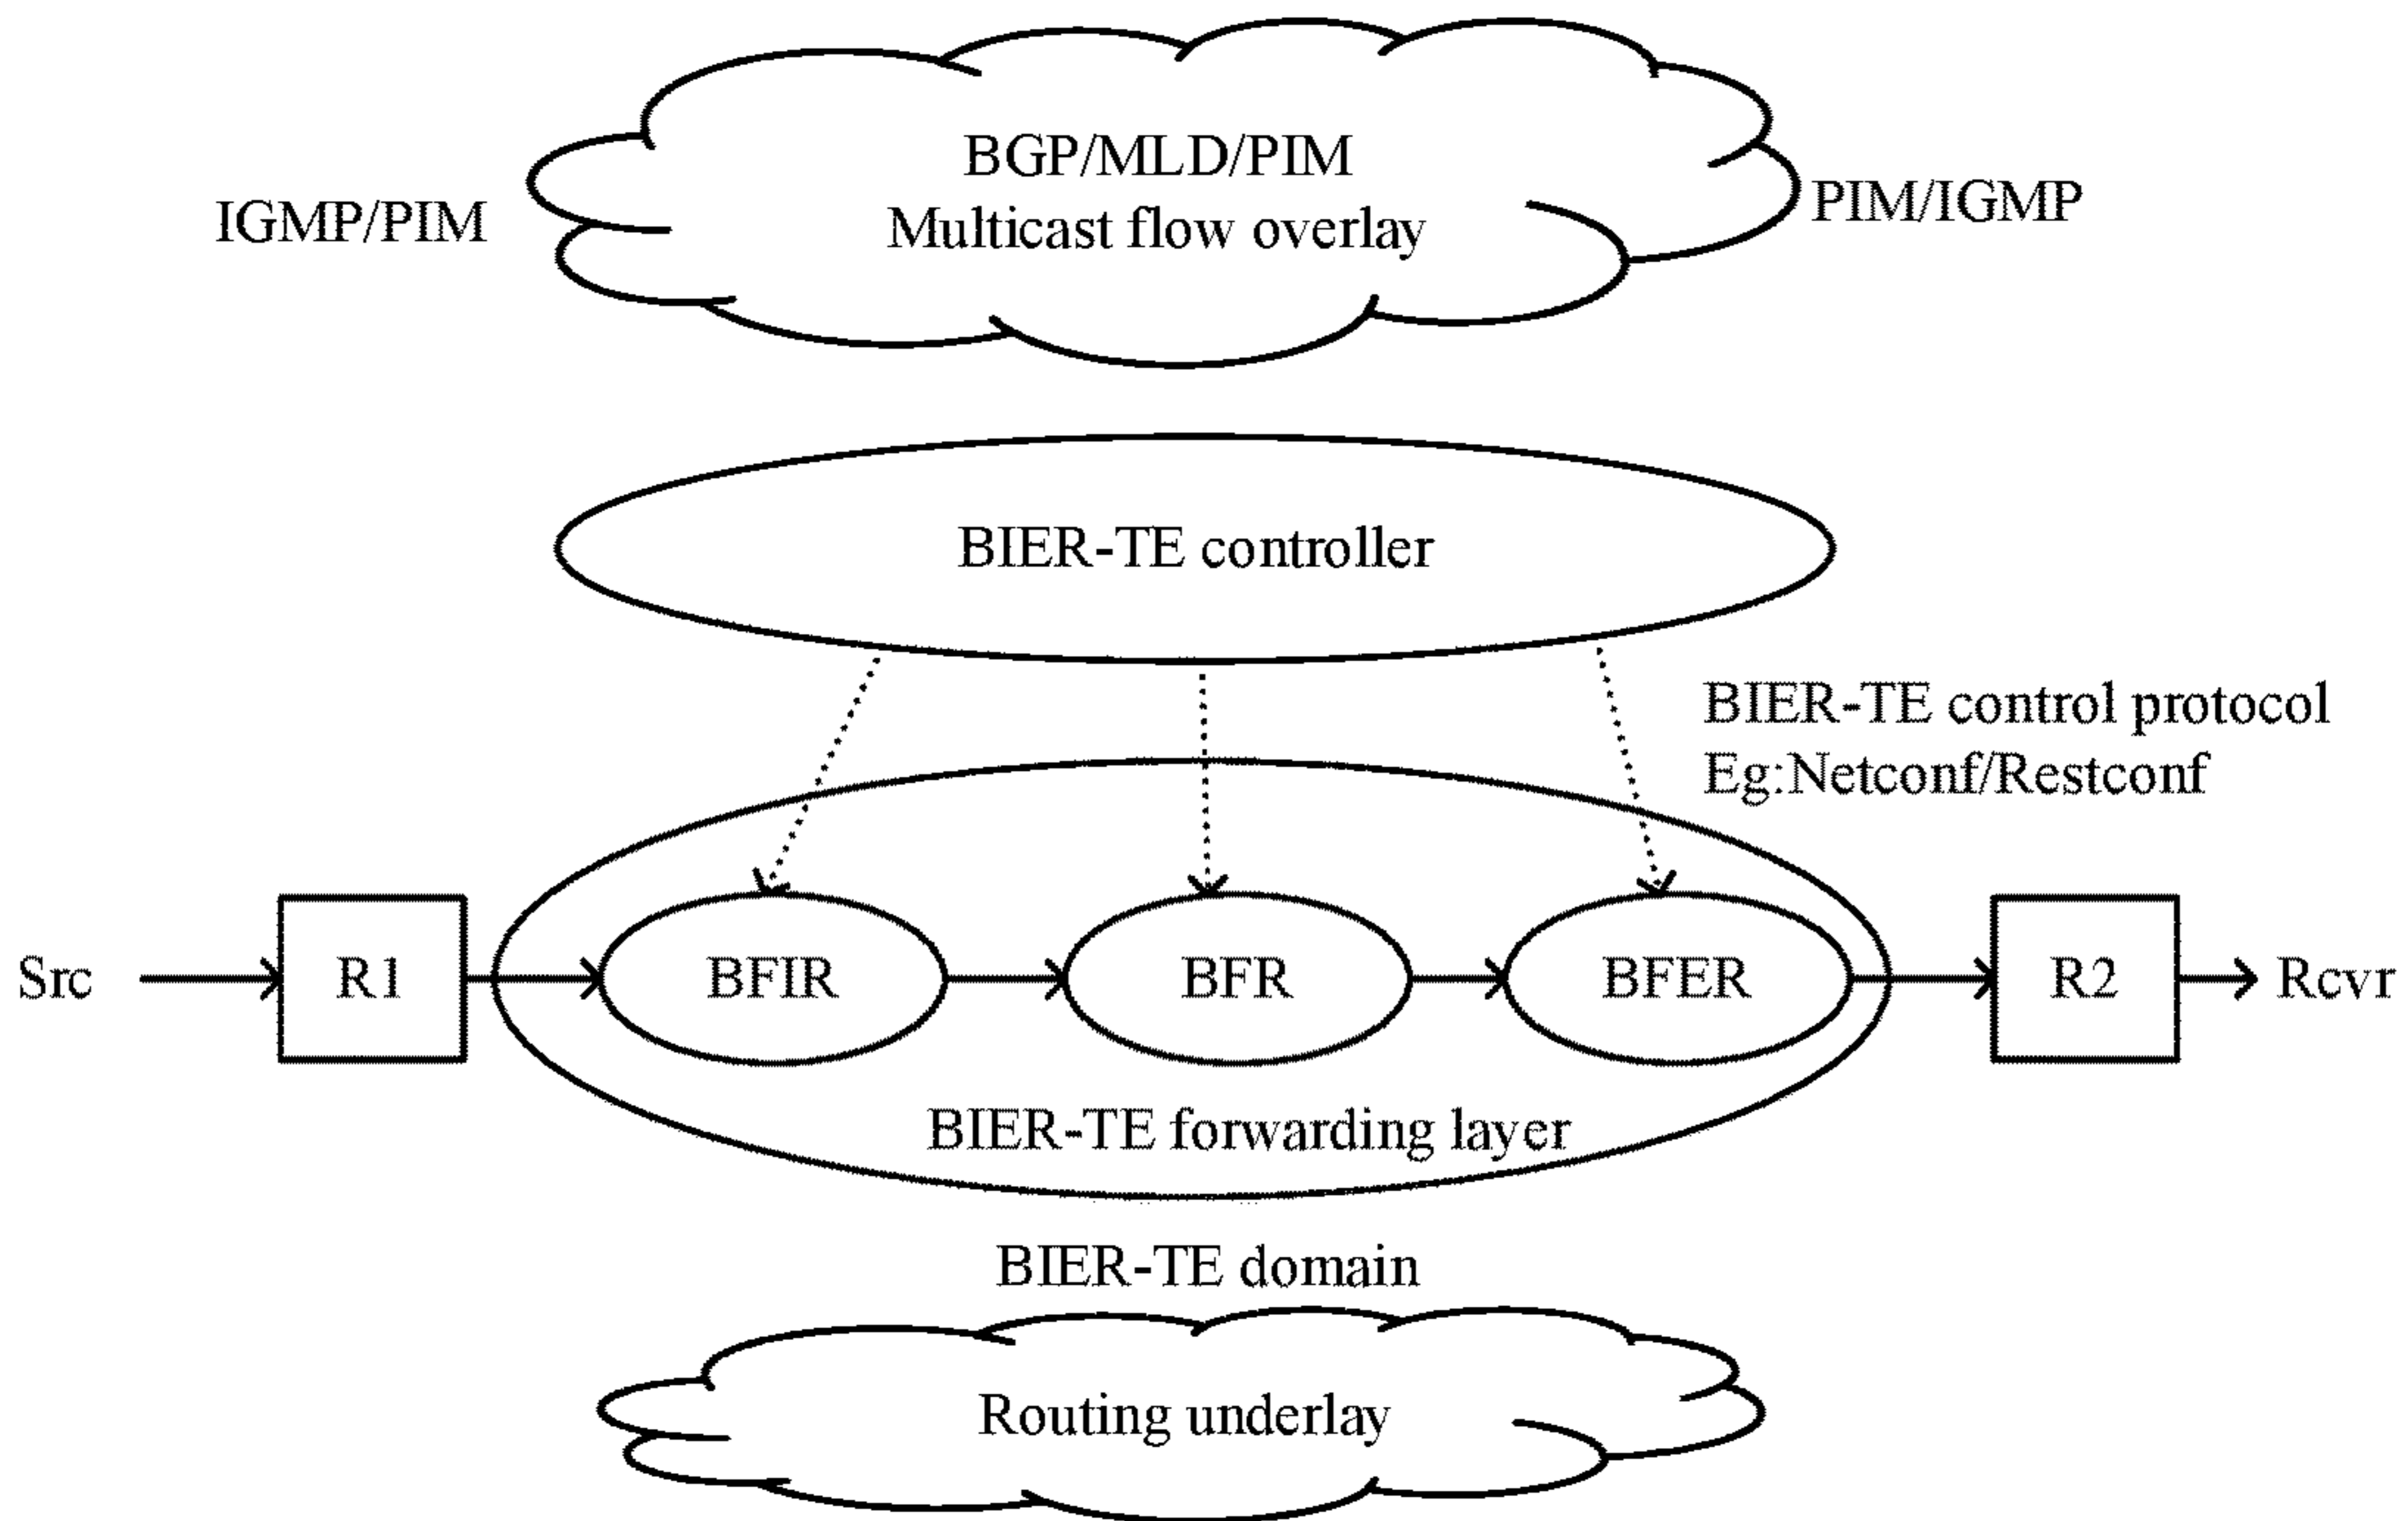 BGP/MLD/PIM
IGMP/PIM
Multicast flow overlay
PIM/IGMP
BIER-TE controller
BIER-TE control protocol
Eg:Netconf/Restconf
Src
R1
BFIR
BFR
BFER
R2
Rcvr
BIER-TE forwarding layer
BIER-TE domain
Routing underlay